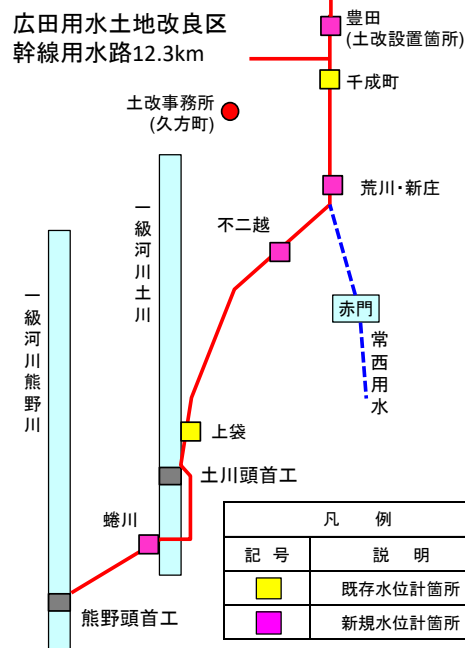 広田用水土地改良区
幹線用水路12.3km
豊田
(土改設置箇所)
千成町
土改事務所
(久方町)
荒川・新庄
一級河川土川
不二越
一級河川熊野川
赤門
常西用水
上袋
土川頭首工
蜷川
熊野頭首工
凡 例
記 号 説 明
既存水位計箇所
新規水位計箇所